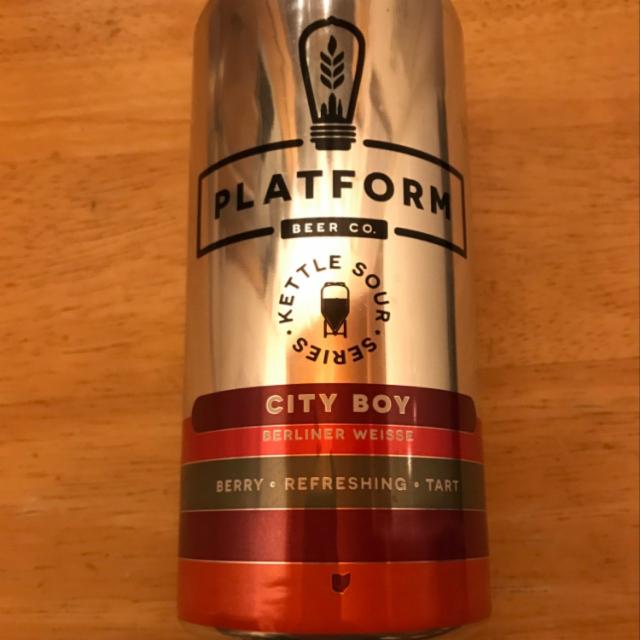 PLATFORM
BEER CO.
KETTLE SOUR
· SERIES ·
CITY BOY
BERLINER WEISSE
BERRY • REFRESHING • TART